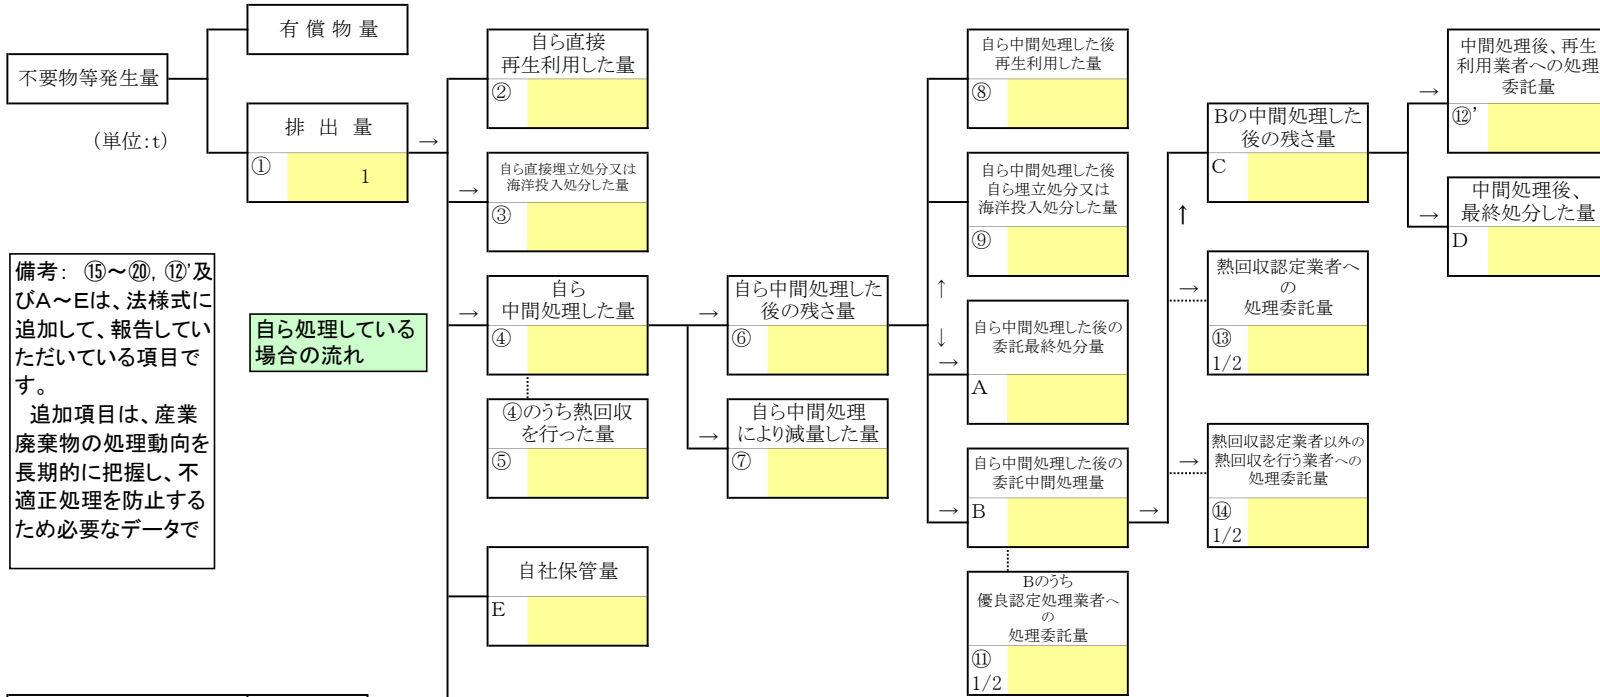 有 償 物 量
不要物等発生量
(単位:t)
排 出 量
→
①
1
備考: ⑮～⑳, ⑫'及
びA～Eは、法様式に
追加して、報告してい
ただいている項目で
す。
追加項目は、産業
廃棄物の処理動向を
長期的に把握し、不
適正処理を防止する
ため必要なデータで
自ら処理している
場合の流れ
自ら直接
再生利用した量
②
→
自ら直接埋立処分又は
海洋投入処分した量
③
→
自ら
中間処理した量
④
④のうち熱回収
を行った量
⑤
自社保管量
E
→
自ら中間処理した
後の残さ量
⑥
→
自ら中間処理
により減量した量
⑦
自ら中間処理した後
再生利用した量
⑧
自ら中間処理した後
自ら埋立処分又は
海洋投入処分した量
⑨
↑
↓
→
自ら中間処理した後の
委託最終処分量
A
→
自ら中間処理した後の
委託中間処理量
B
→
Bのうち
優良認定処理業者へ
の
処理委託量
⑪
1/2
↑
Bの中間処理した
後の残さ量
C
→
熱回収認定業者へ
の
処理委託量
⑬
1/2
→
熱回収認定業者以外の
熱回収を行う業者への
処理委託量
⑭
1/2
→
中間処理後、再生
利用業者への処理
委託量
⑫'
→
中間処理後、
最終処分した量
D